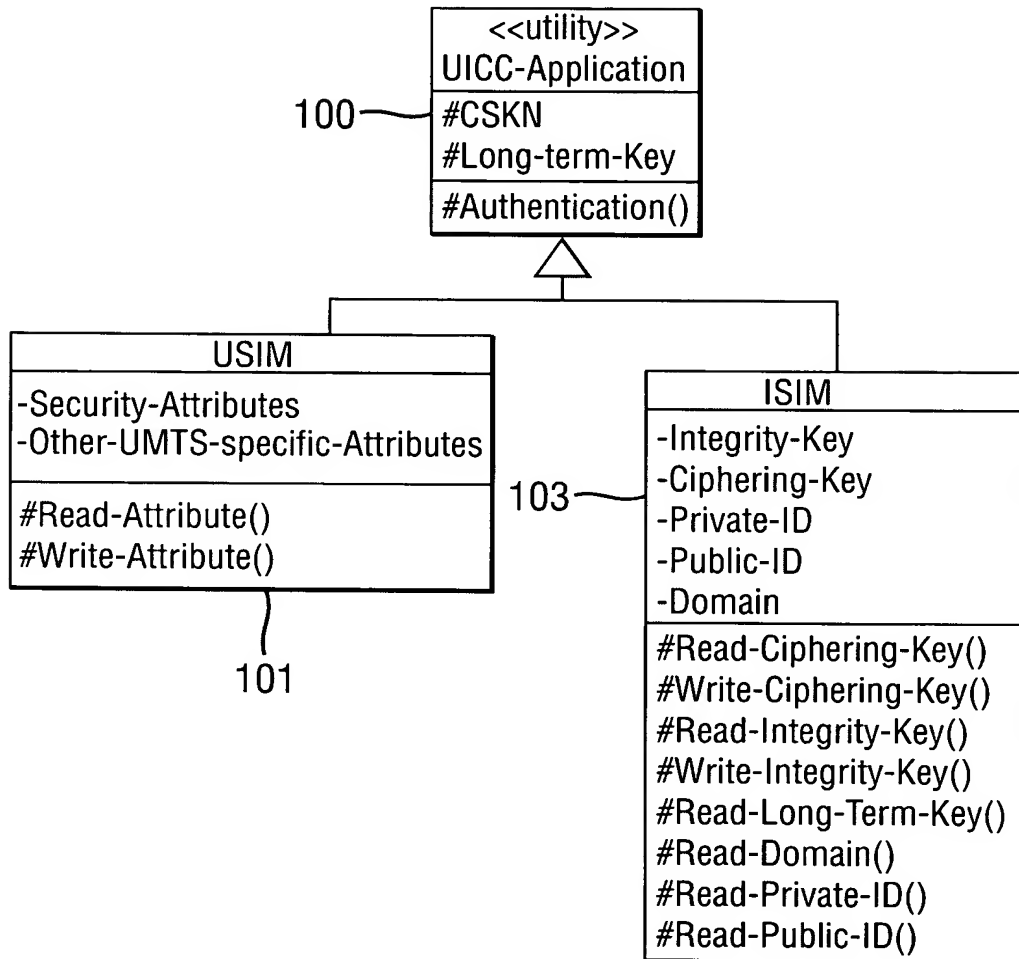 <<utility>>
UICC-Application
100
#CSKN
#Long-term-Key
#Authentication()
USIM
-Security-Attributes
-Other-UMTS-specific-Attributes
#Read-Attribute()
#Write-Attribute()
101
ISIM
103
-Integrity-Key
-Ciphering-Key
-Private-ID
-Public-ID
-Domain
#Read-Ciphering-Key()
#Write-Ciphering-Key()
#Read-Integrity-Key()
#Write-Integrity-Key()
#Read-Long-Term-Key()
#Read-Domain()
#Read-Private-ID()
#Read-Public-ID()